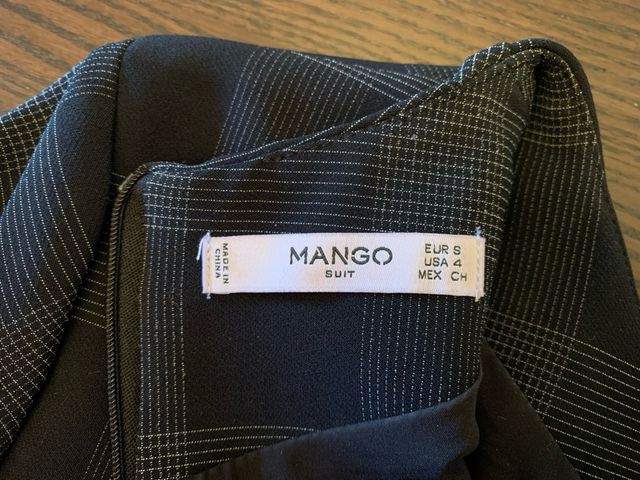 MADE IN
CHINA
MANGO
SUIT
EUR S
USA 4
MEX CH